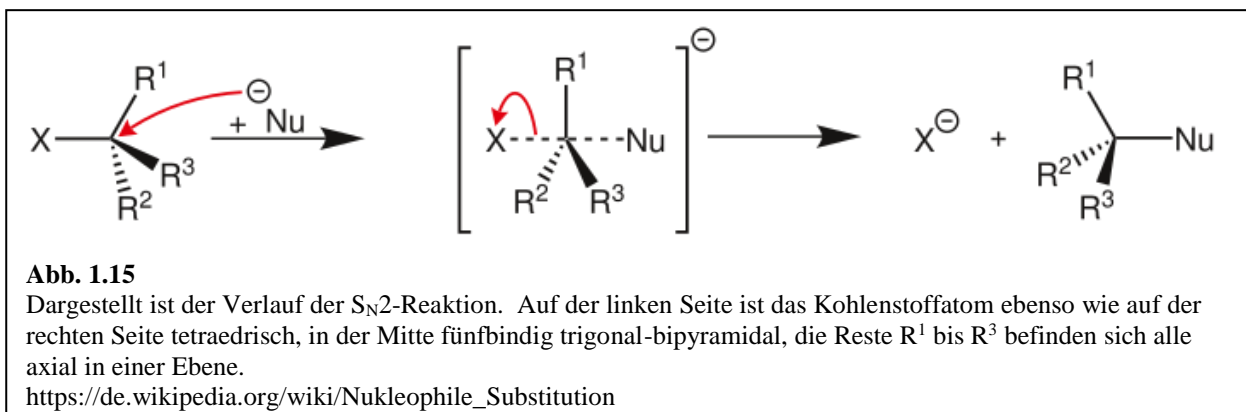 X R¹ R² R³ ⊖ + Nu [X R¹ R² R³ Nu]⊖ X⊖ + R¹ R² R³ Nu
Abb. 1.15
Dargestellt ist der Verlauf der Sₙ2-Reaktion. Auf der linken Seite ist das Kohlenstoffatom ebenso wie auf der
rechten Seite tetraedrisch, in der Mitte fünfbindig trigonal-bipyramidal, die Reste R¹ bis R³ befinden sich alle
axial in einer Ebene.
https://de.wikipedia.org/wiki/Nukleophile_Substitution